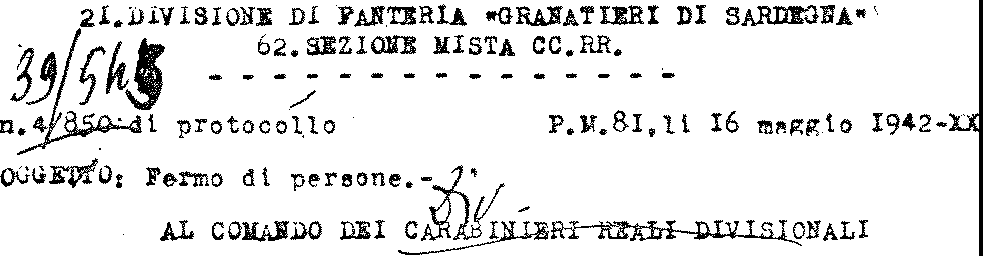 21.DIVISIONE DI FANTERIA "GRANATIERI DI SARDEGNA"
62.SEZIONE MISTA CC.RR.
- - - - - - - - - - - - - - - -
39/
n.4/850 di protocollo P.M.81,li 16 maggio 1942-XX
OGGETTO: Fermo di persone.-
AL COMANDO DEI CARABINIERI REALI DIVISIONALI